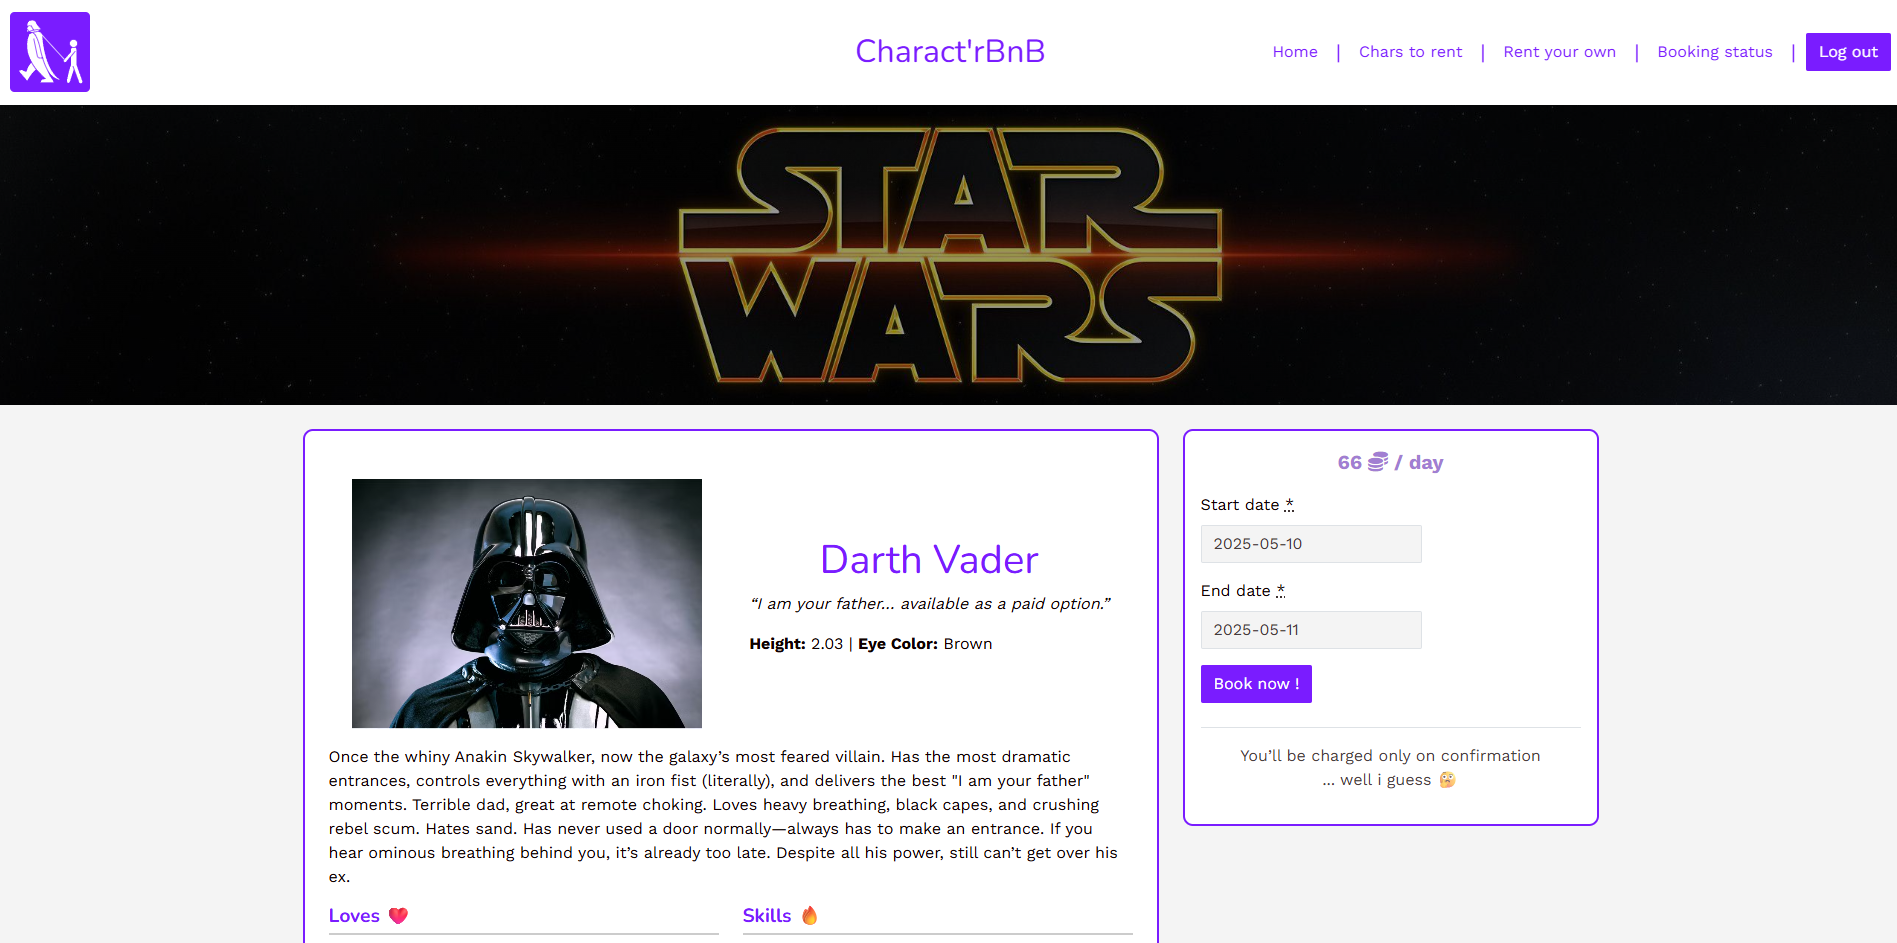 Charact'rBnB
Home | Chars to rent | Rent your own | Booking status | Log out
STAR
WARS
Darth Vader
“I am your father... available as a paid option.”
Height: 2.03 | Eye Color: Brown
Once the whiny Anakin Skywalker, now the galaxy’s most feared villain. Has the most dramatic
entrances, controls everything with an iron fist (literally), and delivers the best "I am your father"
moments. Terrible dad, great at remote choking. Loves heavy breathing, black capes, and crushing
rebel scum. Hates sand. Has never used a door normally—always has to make an entrance. If you
hear ominous breathing behind you, it’s already too late. Despite all his power, still can’t get over his
ex.
Loves ❤️
Skills 🔥
66 / day
Start date *
2025-05-10
End date *
2025-05-11
Book now !
You’ll be charged only on confirmation
... well i guess 🫣